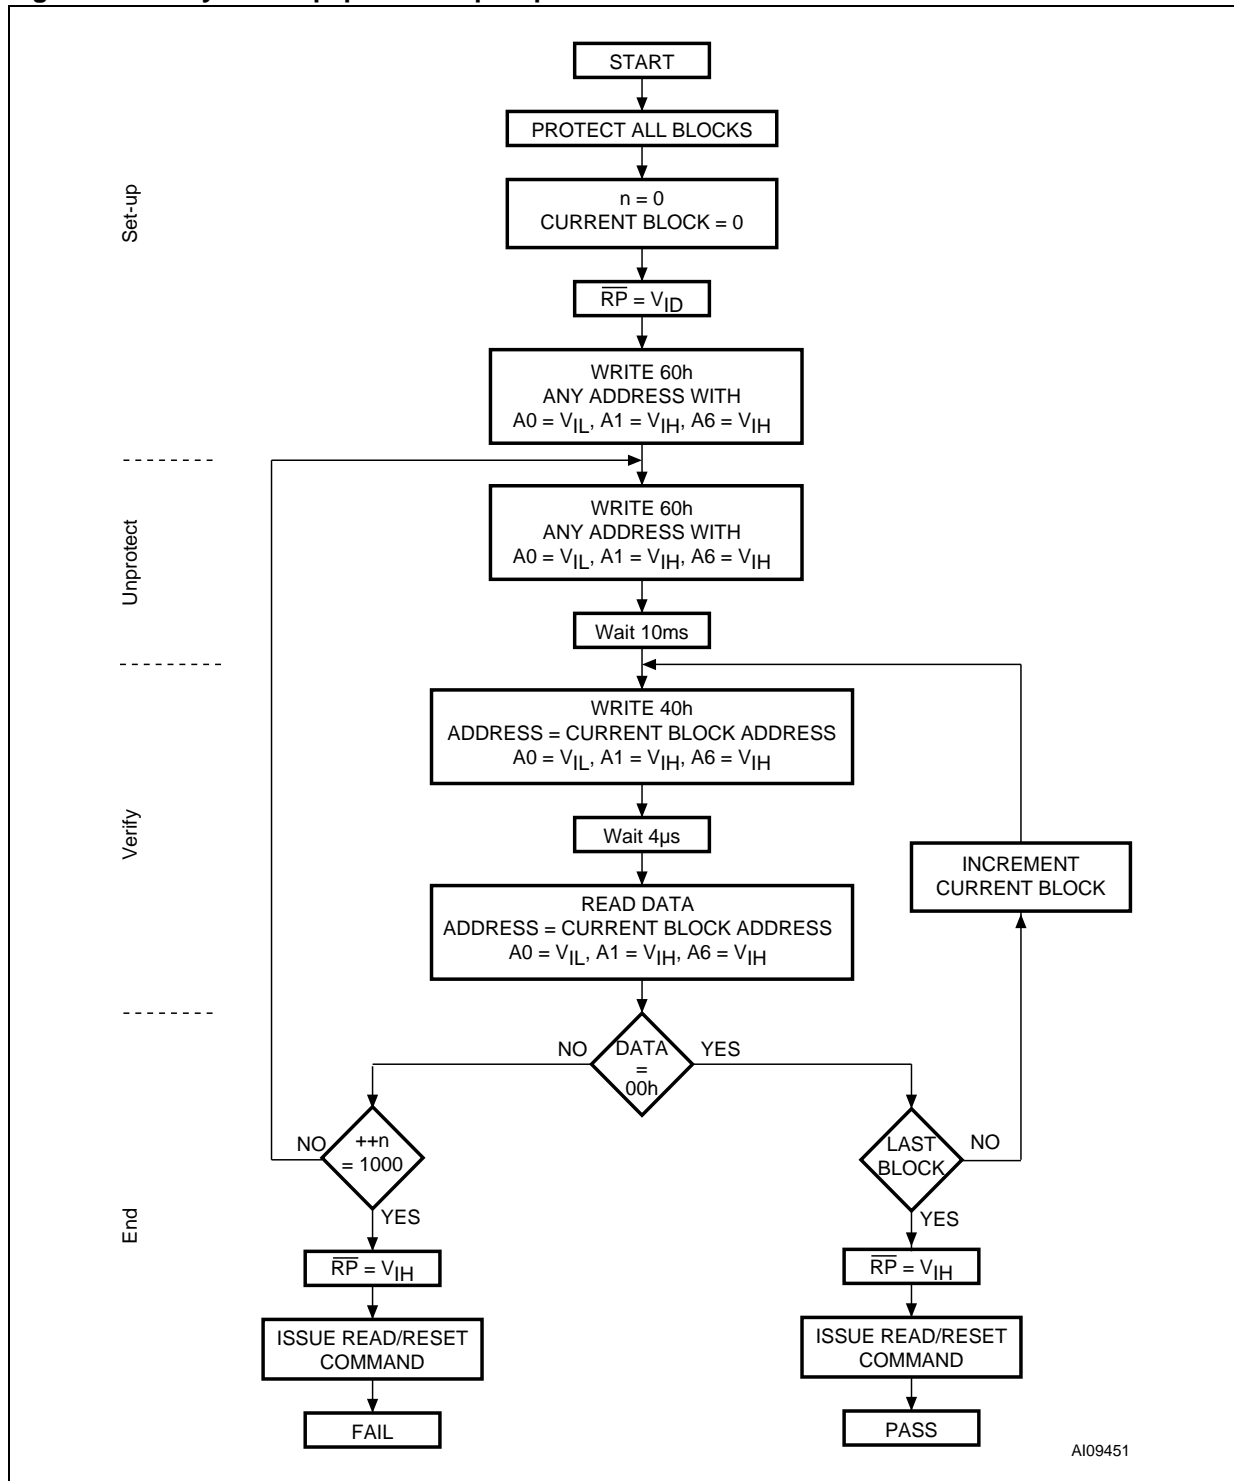 START
PROTECT ALL BLOCKS
n = 0
CURRENT BLOCK = 0
Set-up
RP = VID
WRITE 60h
ANY ADDRESS WITH
A0 = VIL, A1 = VIH, A6 = VIH
Unprotect
WRITE 60h
ANY ADDRESS WITH
A0 = VIL, A1 = VIH, A6 = VIH
Wait 10ms
Verify
WRITE 40h
ADDRESS = CURRENT BLOCK ADDRESS
A0 = VIL, A1 = VIH, A6 = VIH
Wait 4µs
INCREMENT
CURRENT BLOCK
READ DATA
ADDRESS = CURRENT BLOCK ADDRESS
A0 = VIL, A1 = VIH, A6 = VIH
End
NO
DATA
=
00h
YES
NO
++n
= 1000
YES
LAST
BLOCK
NO
YES
RP = VIH
RP = VIH
ISSUE READ/RESET
COMMAND
ISSUE READ/RESET
COMMAND
FAIL
PASS
AI09451